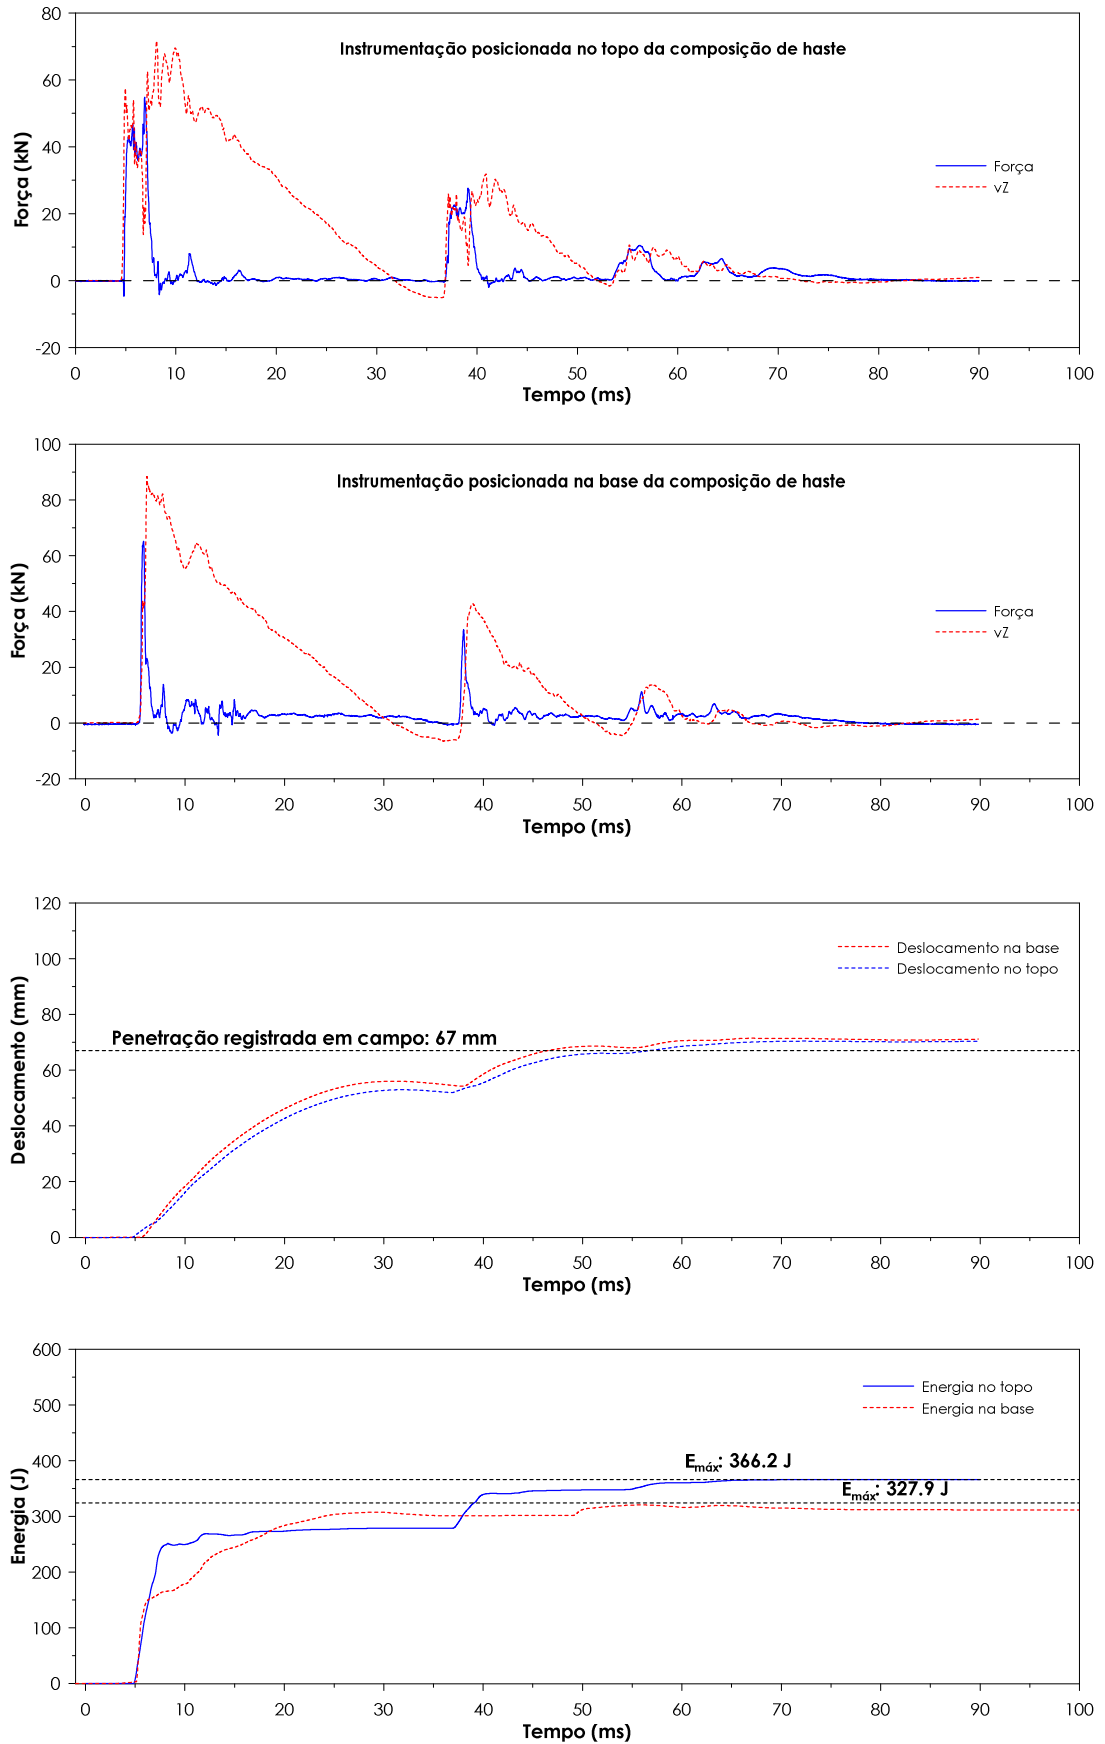 80
Instrumentação posicionada no topo da composição de haste
60
40
Força (kN)
Força
vZ
20
0
-20
0 10 20 30 40 50 60 70 80 90 100
Tempo (ms)
100
Instrumentação posicionada na base da composição de haste
80
60
Força (kN)
40
Força
vZ
20
0
-20
0 10 20 30 40 50 60 70 80 90 100
Tempo (ms)
120
Deslocamento na base
Deslocamento no topo
100
80
Deslocamento (mm)
Penetração registrada em campo: 67 mm
60
40
20
0
0 10 20 30 40 50 60 70 80 90 100
Tempo (ms)
600
Energia no topo
Energia na base
500
400
Emáx: 366.2 J
Emáx: 327.9 J
Energia (J)
300
200
100
0
0 10 20 30 40 50 60 70 80 90 100
Tempo (ms)